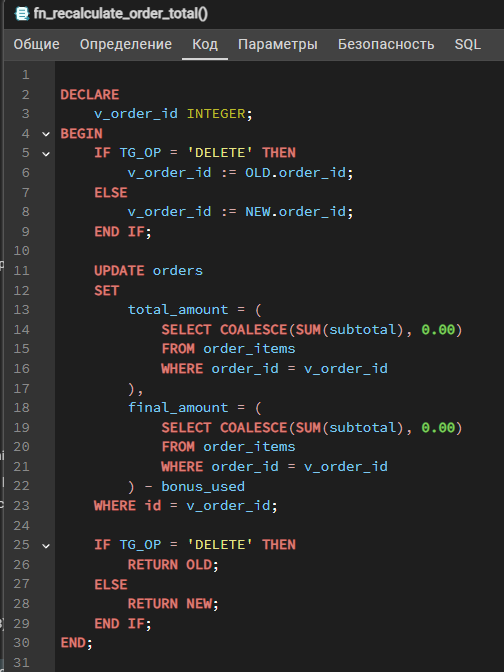 fn_recalculate_order_total()
Общие Определение Код Параметры Безопасность SQL
1
2 DECLARE
3     v_order_id INTEGER;
4 BEGIN
5     IF TG_OP = 'DELETE' THEN
6         v_order_id := OLD.order_id;
7     ELSE
8         v_order_id := NEW.order_id;
9     END IF;
10
11     UPDATE orders
12     SET
13         total_amount = (
14             SELECT COALESCE(SUM(subtotal), 0.00)
15             FROM order_items
16             WHERE order_id = v_order_id
17         ),
18         final_amount = (
19             SELECT COALESCE(SUM(subtotal), 0.00)
20             FROM order_items
21             WHERE order_id = v_order_id
22         ) - bonus_used
23     WHERE id = v_order_id;
24
25     IF TG_OP = 'DELETE' THEN
26         RETURN OLD;
27     ELSE
28         RETURN NEW;
29     END IF;
30 END;
31